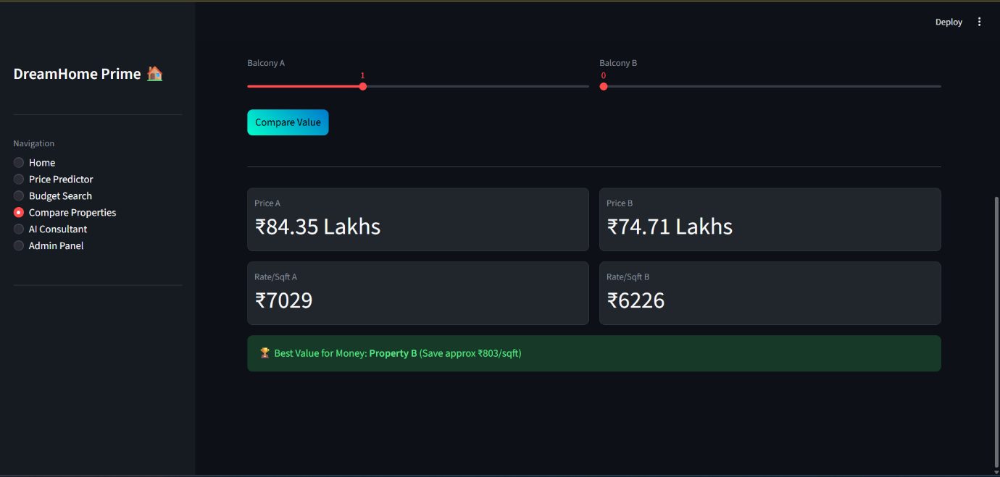 Deploy
DreamHome Prime
Navigation
Home
Price Predictor
Budget Search
Compare Properties
AI Consultant
Admin Panel
Balcony A
1
Balcony B
0
Compare Value
Price A
₹84.35 Lakhs
Price B
₹74.71 Lakhs
Rate/Sqft A
₹7029
Rate/Sqft B
₹6226
Best Value for Money: Property B (Save approx ₹803/sqft)